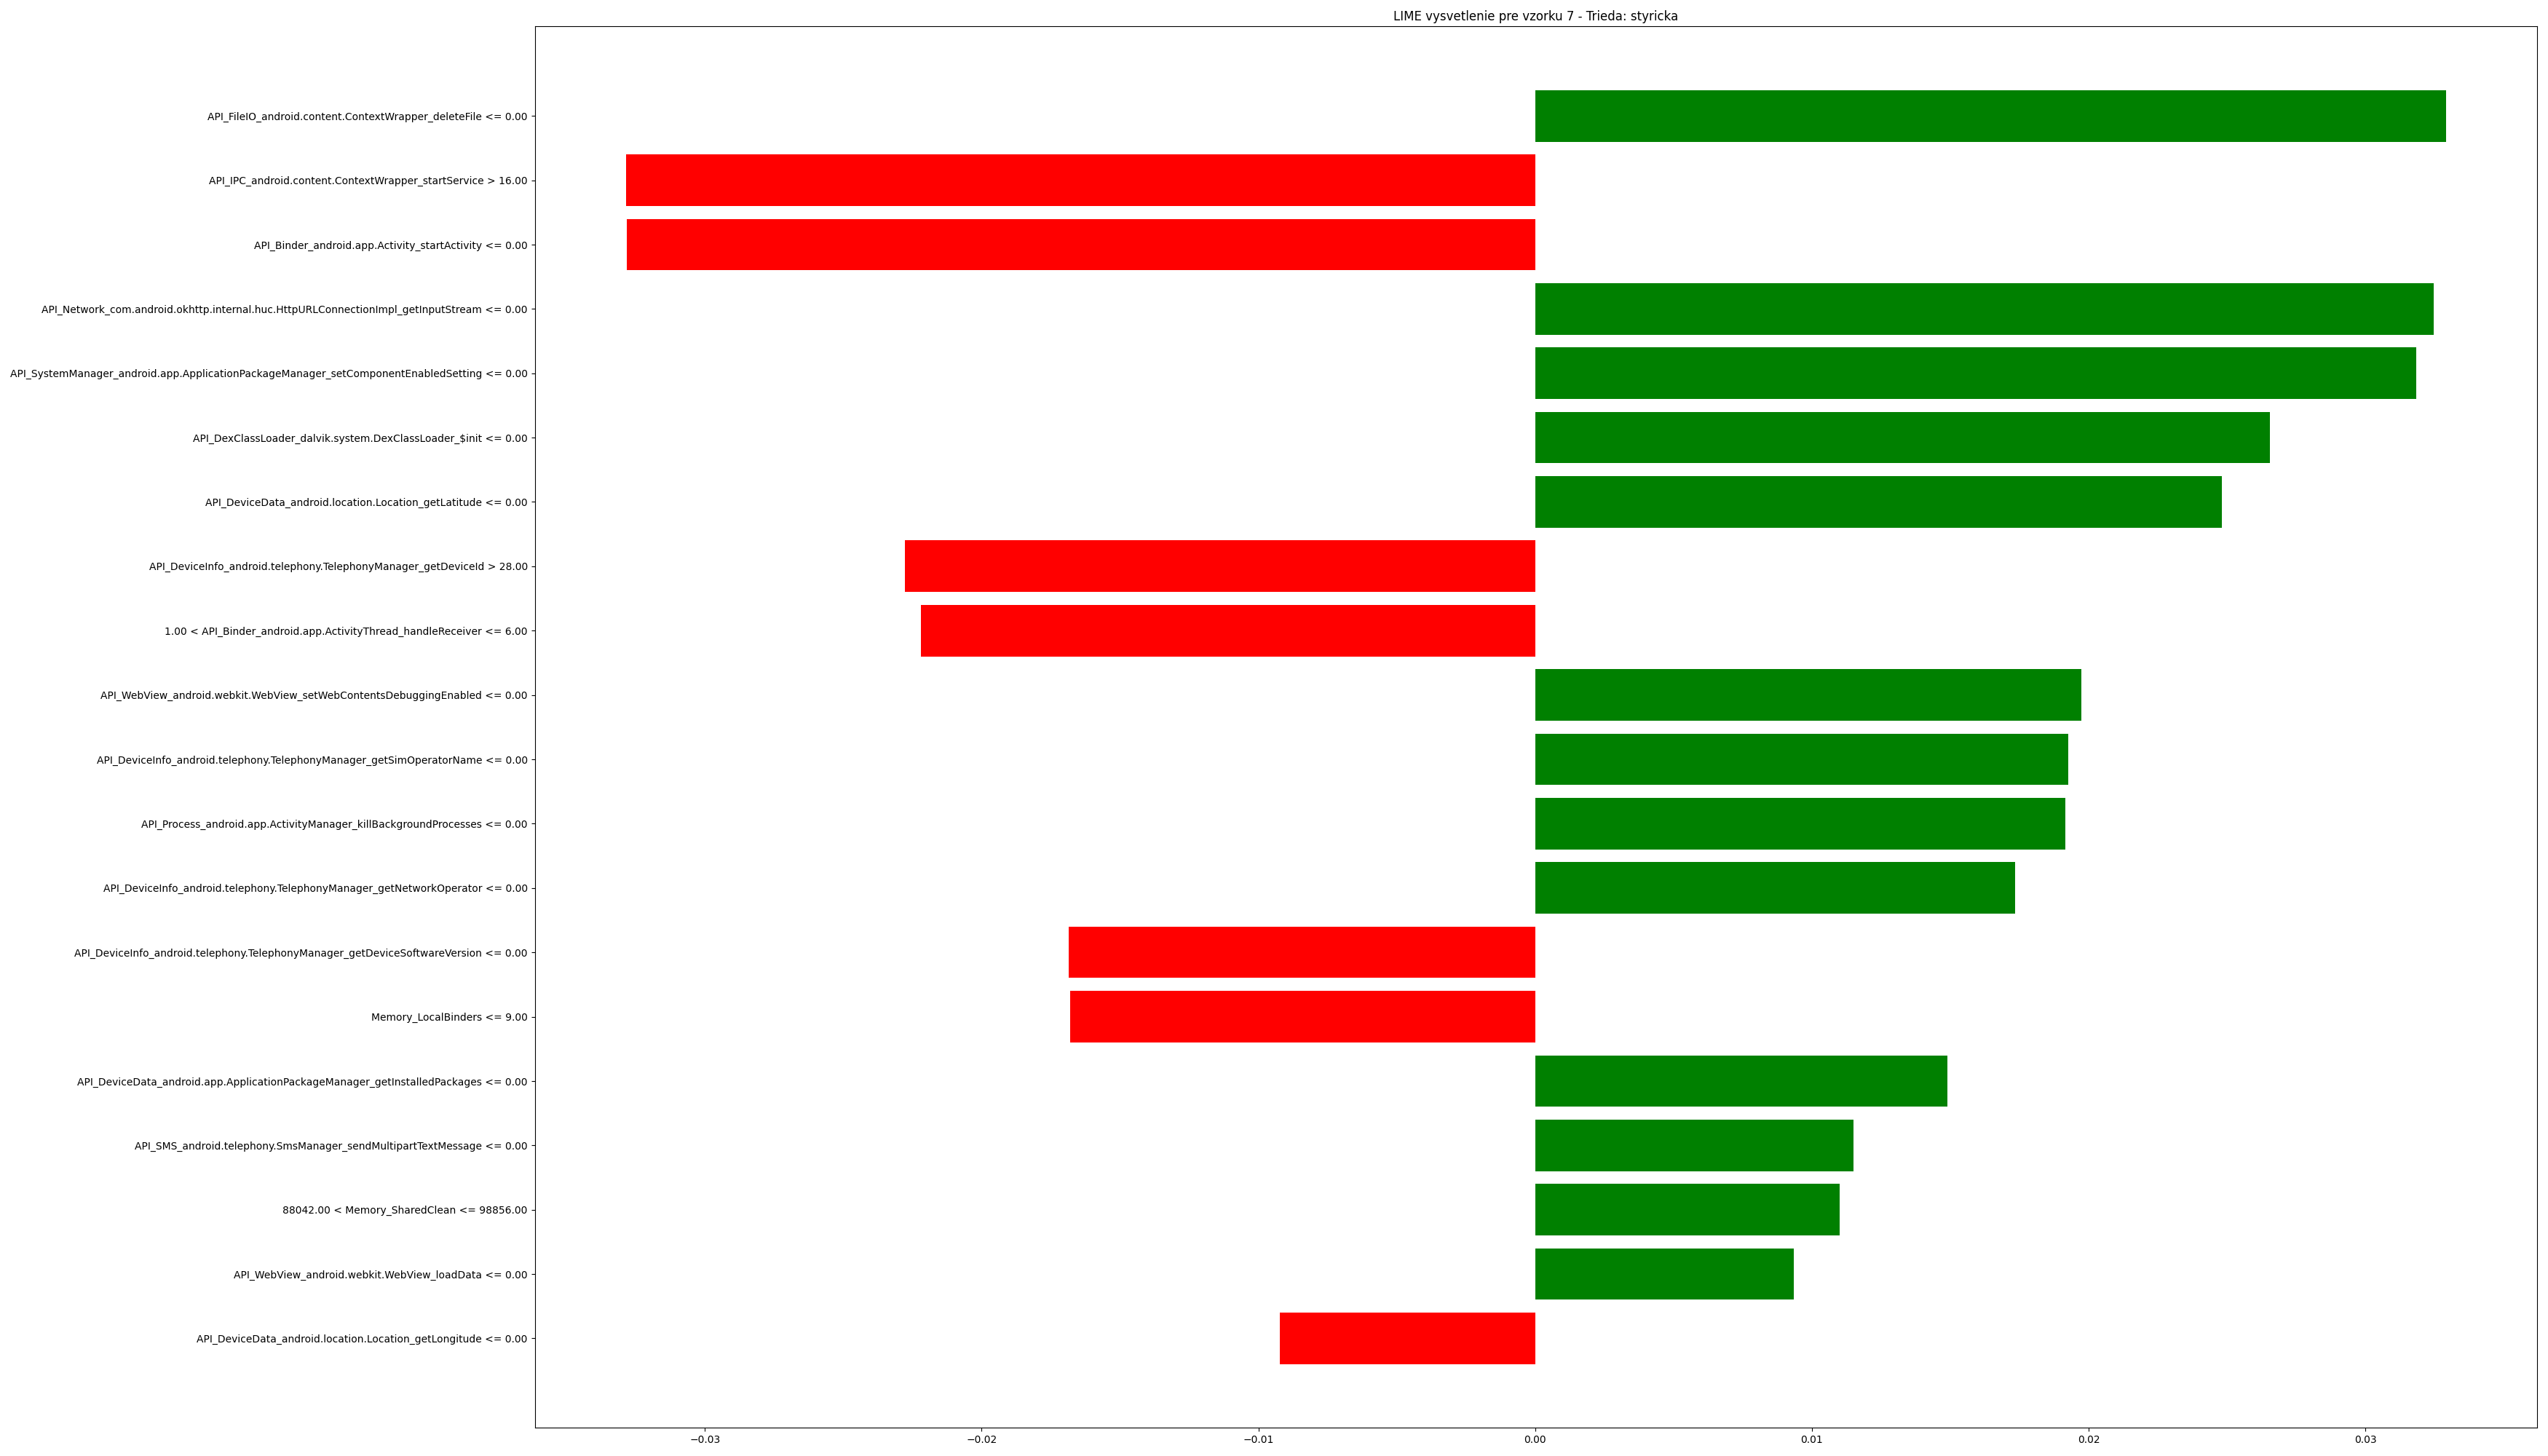 LIME vysvetlenie pre vzorku 7 - Trieda: styricka
API_FileIO_android.content.ContextWrapper_deleteFile <= 0.00
API_IPC_android.content.ContextWrapper_startService > 16.00
API_Binder_android.app.Activity_startActivity <= 0.00
API_Network_com.android.okhttp.internal.huc.HttpURLConnectionImpl_getInputStream <= 0.00
API_SystemManager_android.app.ApplicationPackageManager_setComponentEnabledSetting <= 0.00
API_DexClassLoader_dalvik.system.DexClassLoader_$init <= 0.00
API_DeviceData_android.location.Location_getLatitude <= 0.00
API_DeviceInfo_android.telephony.TelephonyManager_getDeviceId > 28.00
1.00 < API_Binder_android.app.ActivityThread_handleReceiver <= 6.00
API_WebView_android.webkit.WebView_setWebContentsDebuggingEnabled <= 0.00
API_DeviceInfo_android.telephony.TelephonyManager_getSimOperatorName <= 0.00
API_Process_android.app.ActivityManager_killBackgroundProcesses <= 0.00
API_DeviceInfo_android.telephony.TelephonyManager_getNetworkOperator <= 0.00
API_DeviceInfo_android.telephony.TelephonyManager_getDeviceSoftwareVersion <= 0.00
Memory_LocalBinders <= 9.00
API_DeviceData_android.app.ApplicationPackageManager_getInstalledPackages <= 0.00
API_SMS_android.telephony.SmsManager_sendMultipartTextMessage <= 0.00
88042.00 < Memory_SharedClean <= 98856.00
API_WebView_android.webkit.WebView_loadData <= 0.00
API_DeviceData_android.location.Location_getLongitude <= 0.00
−0.03 −0.02 −0.01 0.00 0.01 0.02 0.03